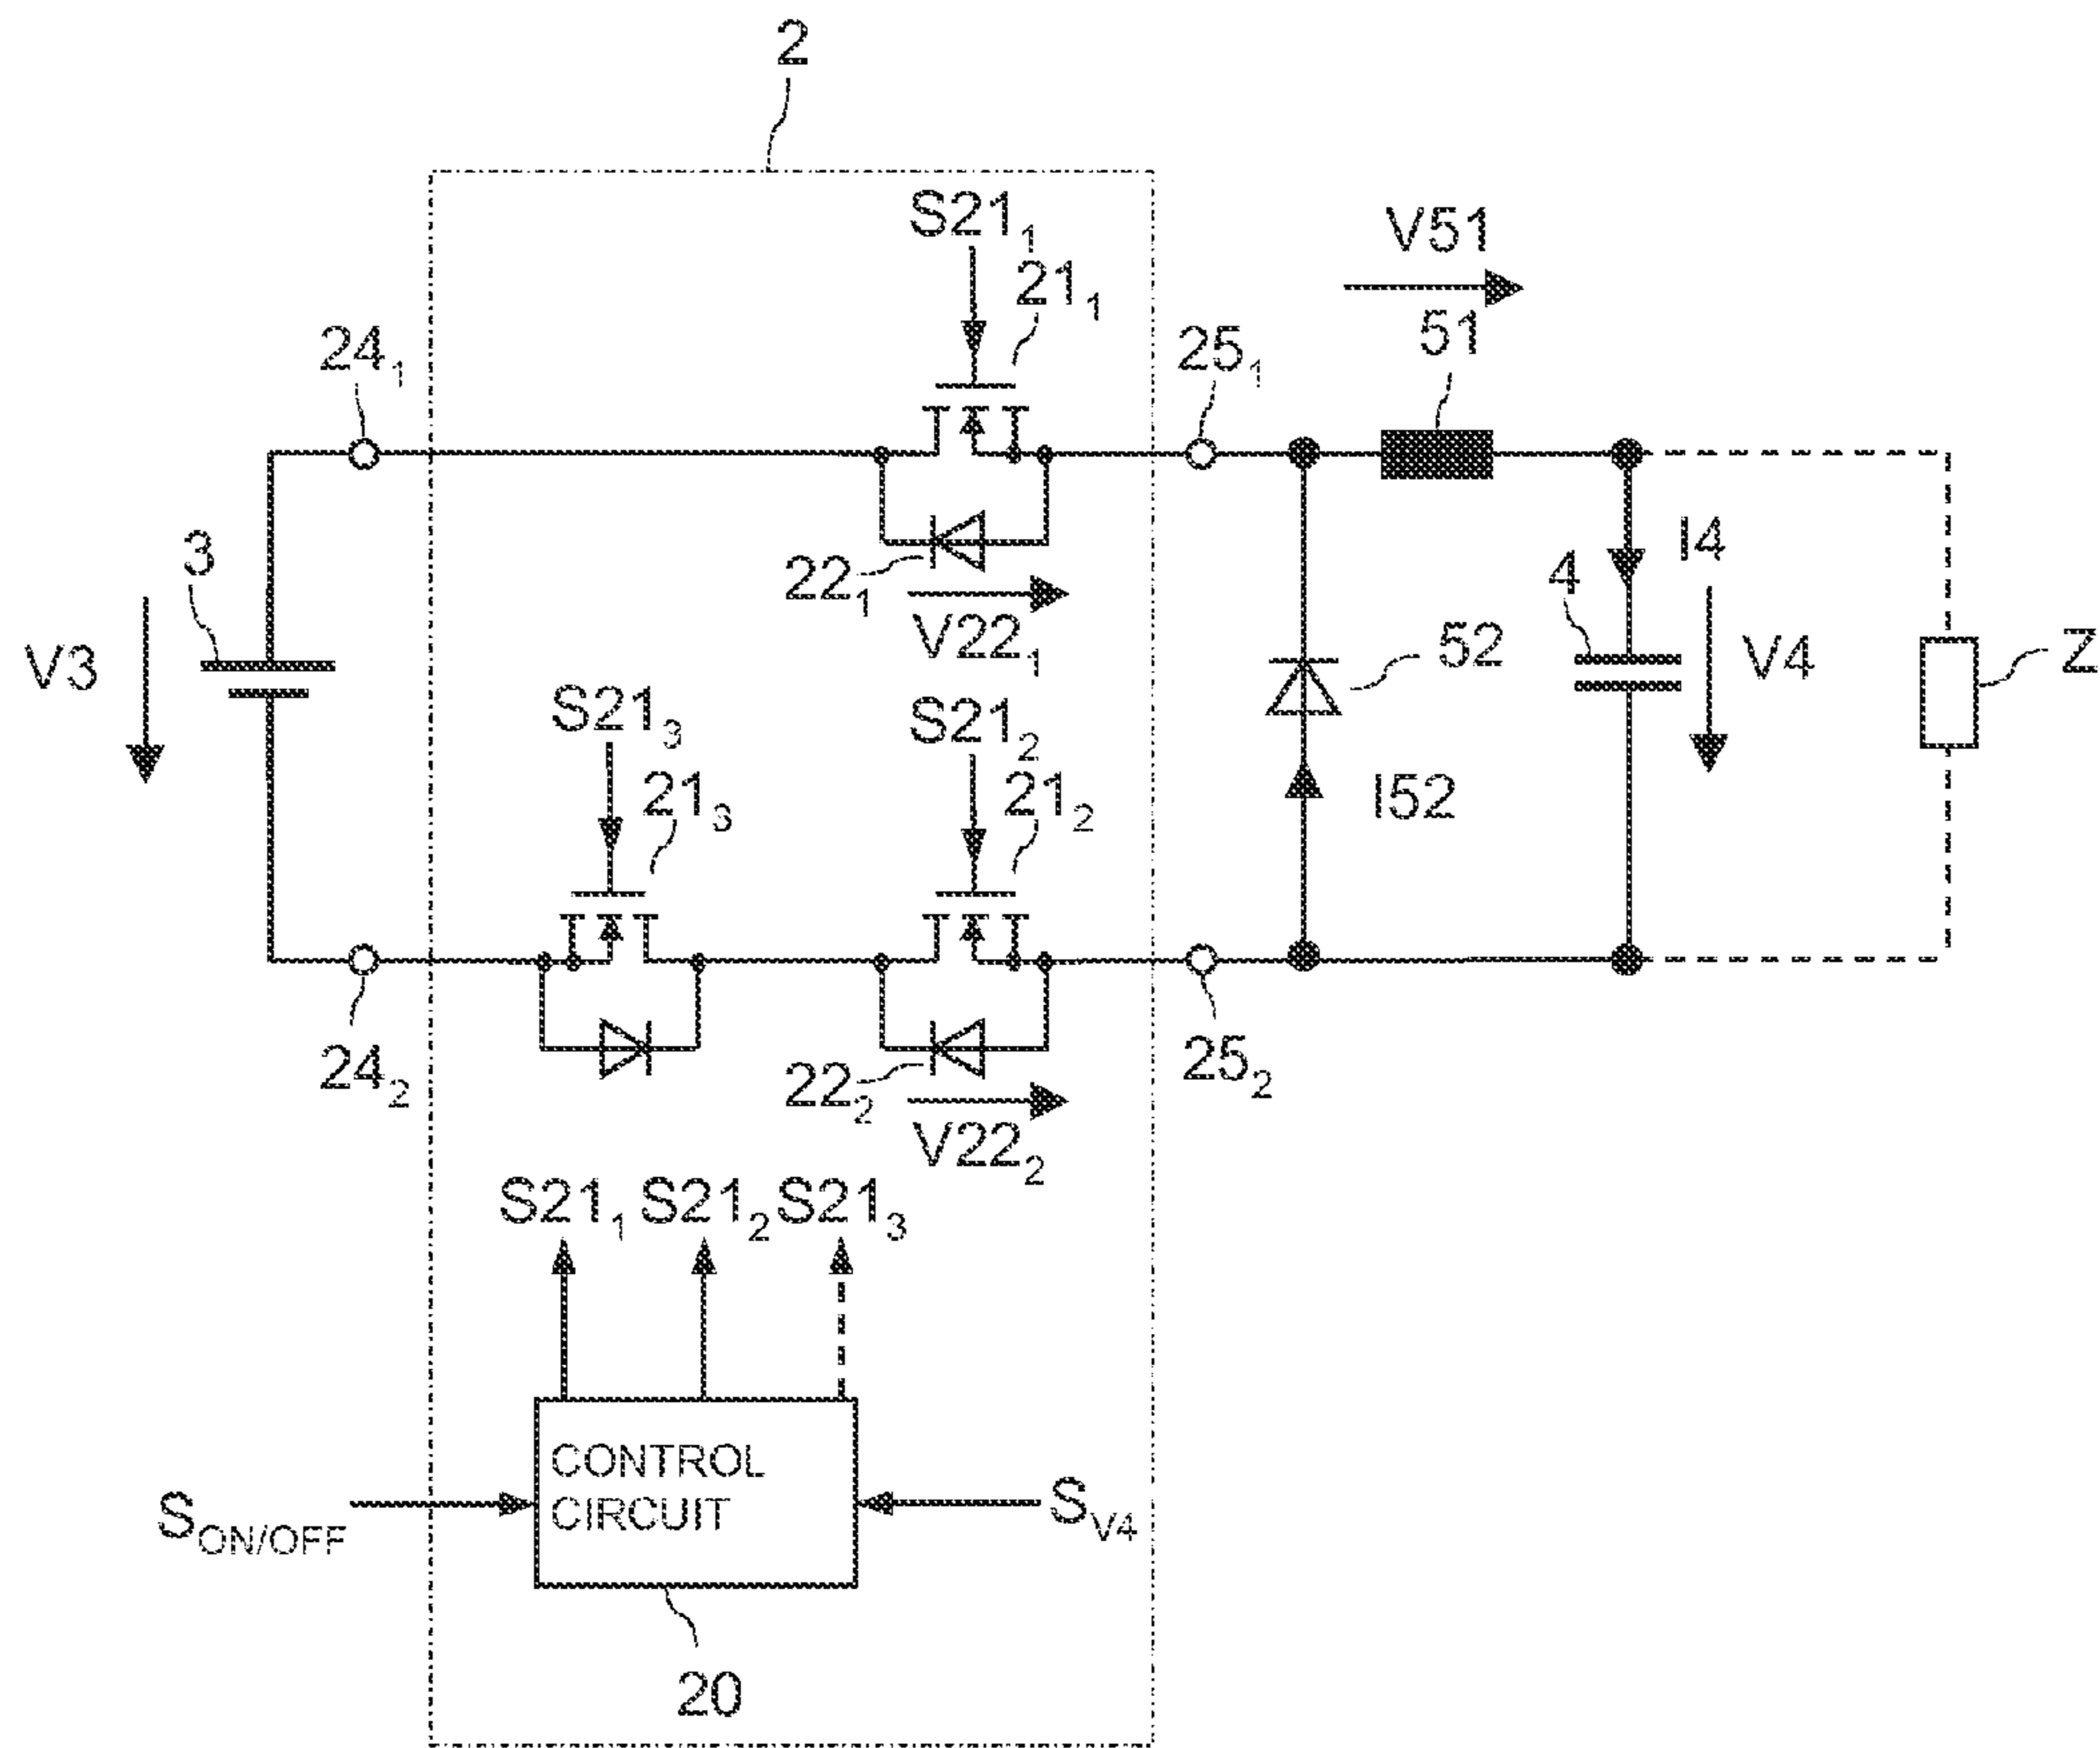 2
S21₁
21₁
V51
51
24₁
25₁
3
22₁
V22₁
I4
4
V3
52
V4
Z
S21₃
21₃
S21₂
21₂
I52
24₂
22₂
V22₂
25₂
S21₁ S21₂ S21₃
CONTROL
CIRCUIT
S_ON/OFF
S_V4
20